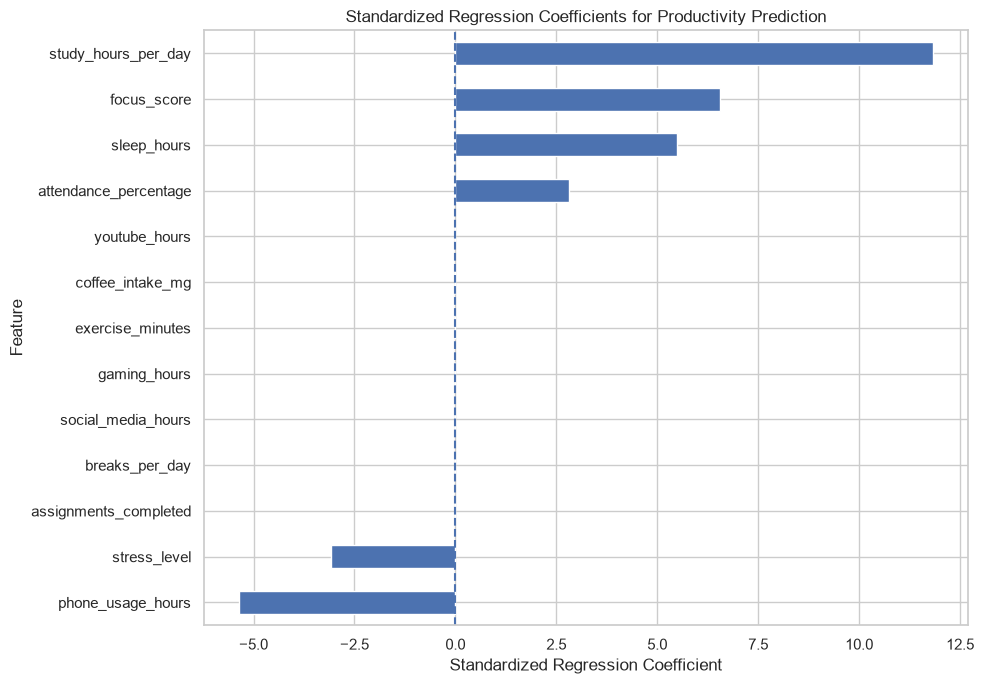 Standardized Regression Coefficients for Productivity Prediction
study_hours_per_day
focus_score
sleep_hours
attendance_percentage
youtube_hours
coffee_intake_mg
exercise_minutes
gaming_hours
social_media_hours
breaks_per_day
assignments_completed
stress_level
phone_usage_hours
Feature
−5.0 −2.5 0.0 2.5 5.0 7.5 10.0 12.5
Standardized Regression Coefficient